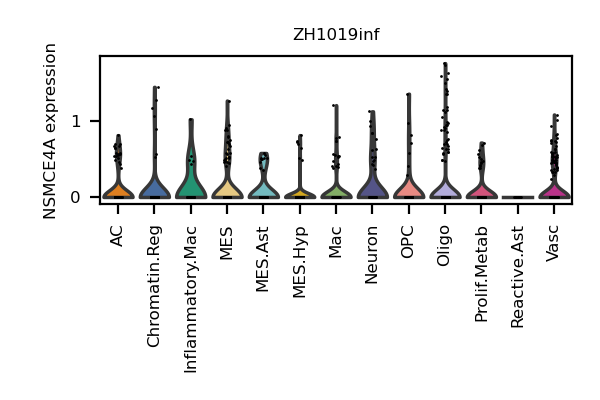 ZH1019inf
NSMCE4A expression
1
0
AC
Chromatin.Reg
Inflammatory.Mac
MES
MES.Ast
MES.Hyp
Mac
Neuron
OPC
Oligo
Prolif.Metab
Reactive.Ast
Vasc